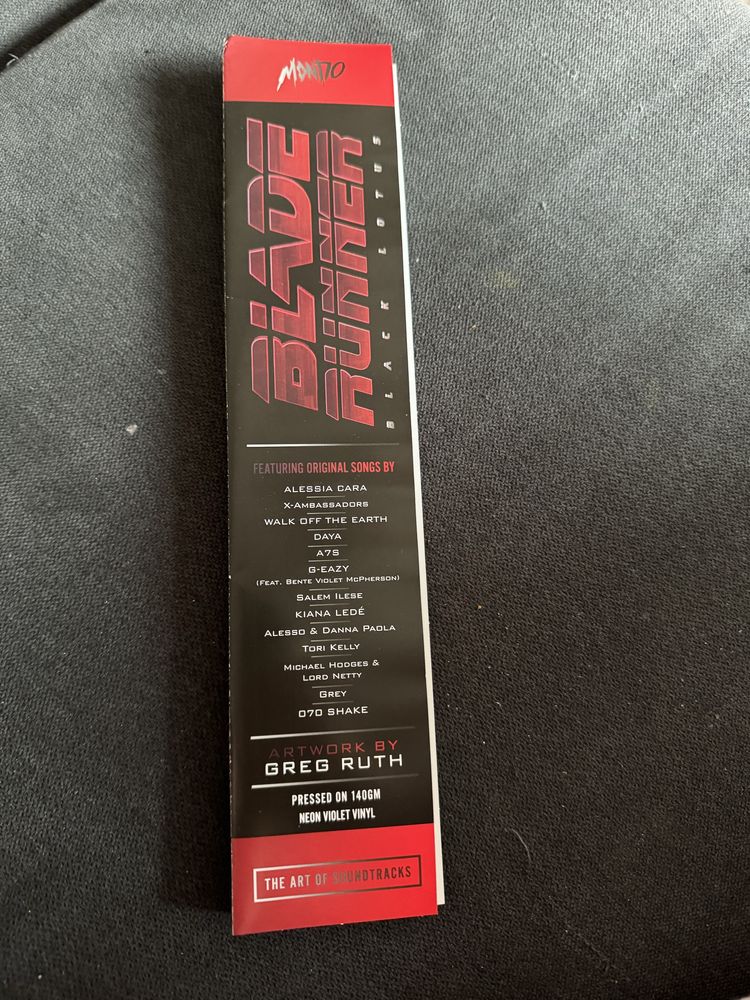 MONDO
BLADE
RUNNER
BLACK LOTUS
FEATURING ORIGINAL SONGS BY
ALESSIA CARA
X-AMBASSADORS
WALK OFF THE EARTH
DAYA
A7S
G-EAZY
(FEAT. BENTE VIOLET MCPHERSON)
SALEM ILESE
KIANA LEDÉ
ALESSO & DANNA PAOLA
TORI KELLY
MICHAEL HODGES &
LORD NETTY
GREY
070 SHAKE
ARTWORK BY
GREG RUTH
PRESSED ON 140GM
NEON VIOLET VINYL
THE ART OF SOUNDTRACKS